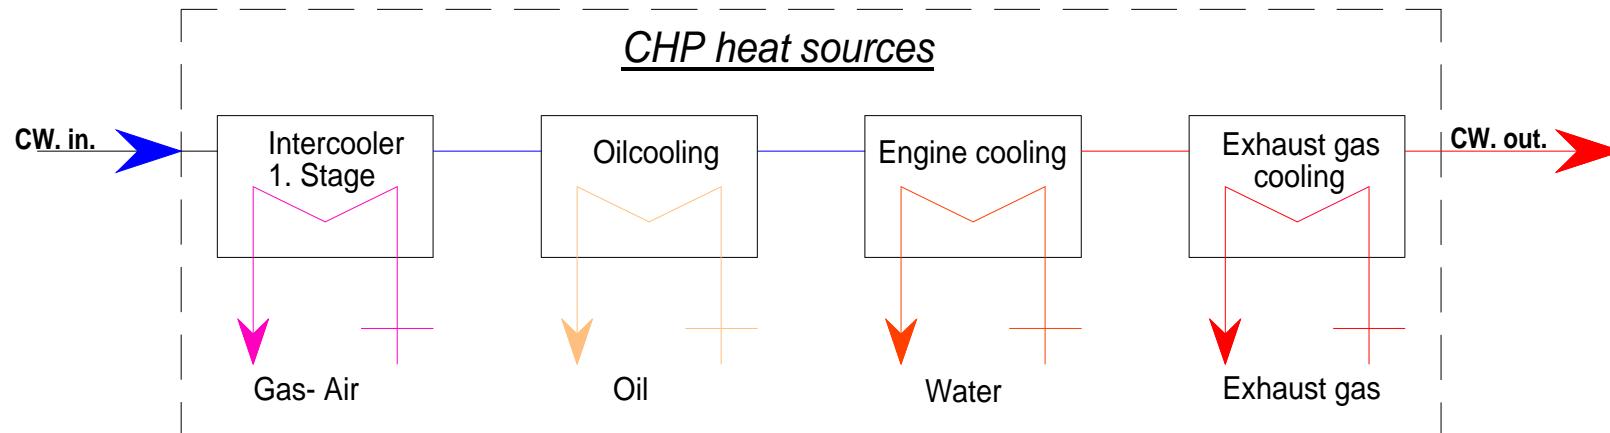 CHP heat sources
CW. in.
Intercooler
1. Stage
Oilcooling
Engine cooling
Exhaust gas
cooling
CW. out.
Gas- Air
Oil
Water
Exhaust gas